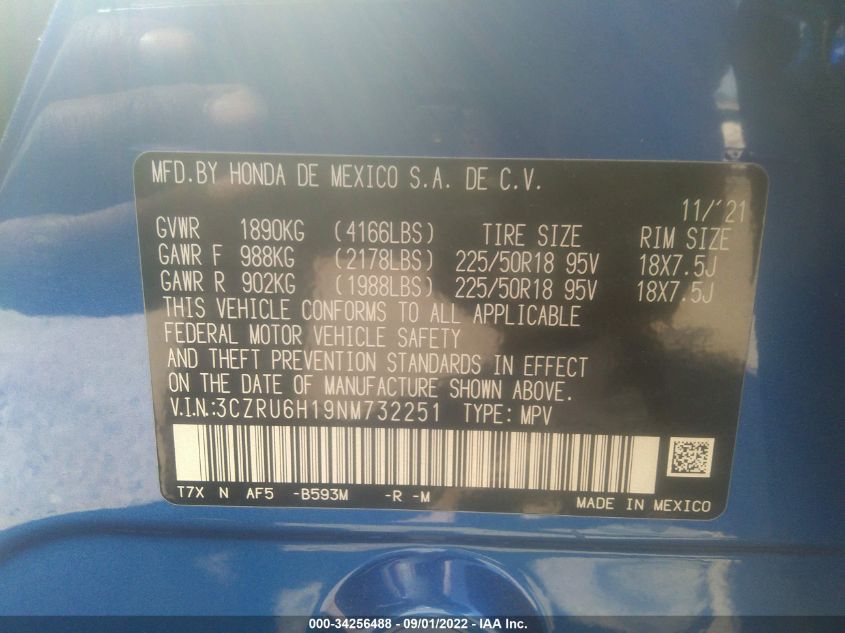 MFD.BY HONDA DE MEXICO S.A. DE C.V.
11/'21
GVWR 1890KG (4166LBS) TIRE SIZE RIM SIZE
GAWR F 988KG (2178LBS) 225/50R18 95V 18X7.5J
GAWR R 902KG (1988LBS) 225/50R18 95V 18X7.5J
THIS VEHICLE CONFORMS TO ALL APPLICABLE
FEDERAL MOTOR VEHICLE SAFETY
AND THEFT PREVENTION STANDARDS IN EFFECT
ON THE DATE OF MANUFACTURE SHOWN ABOVE.
V.I.N.:3CZRU6H19NM732251 TYPE: MPV
T7X N AF5 -B593M -R -M
MADE IN MEXICO
000-34256488 - 09/01/2022 - IAA Inc.